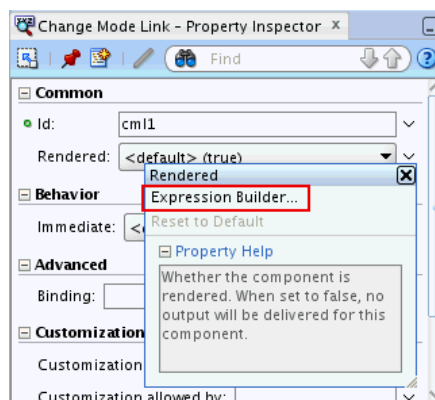 Change Mode Link - Property Inspector x
Find
Common
Id: cml1
Rendered: <default> (true)
Rendered
Expression Builder...
Behavior
Reset to Default
Immediate:
Property Help
Advanced
Whether the component is
Binding:
rendered. When set to false, no
output will be delivered for this
Customization
component.
Customization
Customization allowed by: